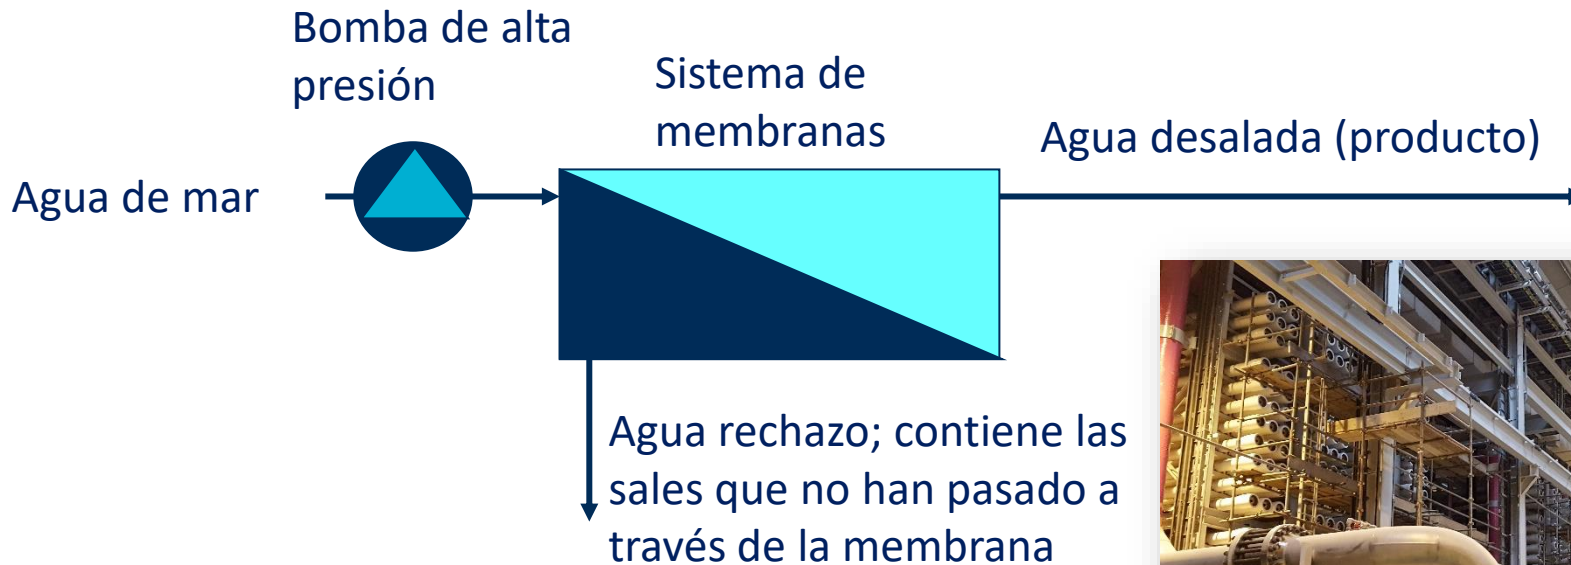 Bomba de alta
presión
Sistema de
membranas
Agua desalada (producto)
Agua de mar
Agua rechazo; contiene las
sales que no han pasado a
través de la membrana